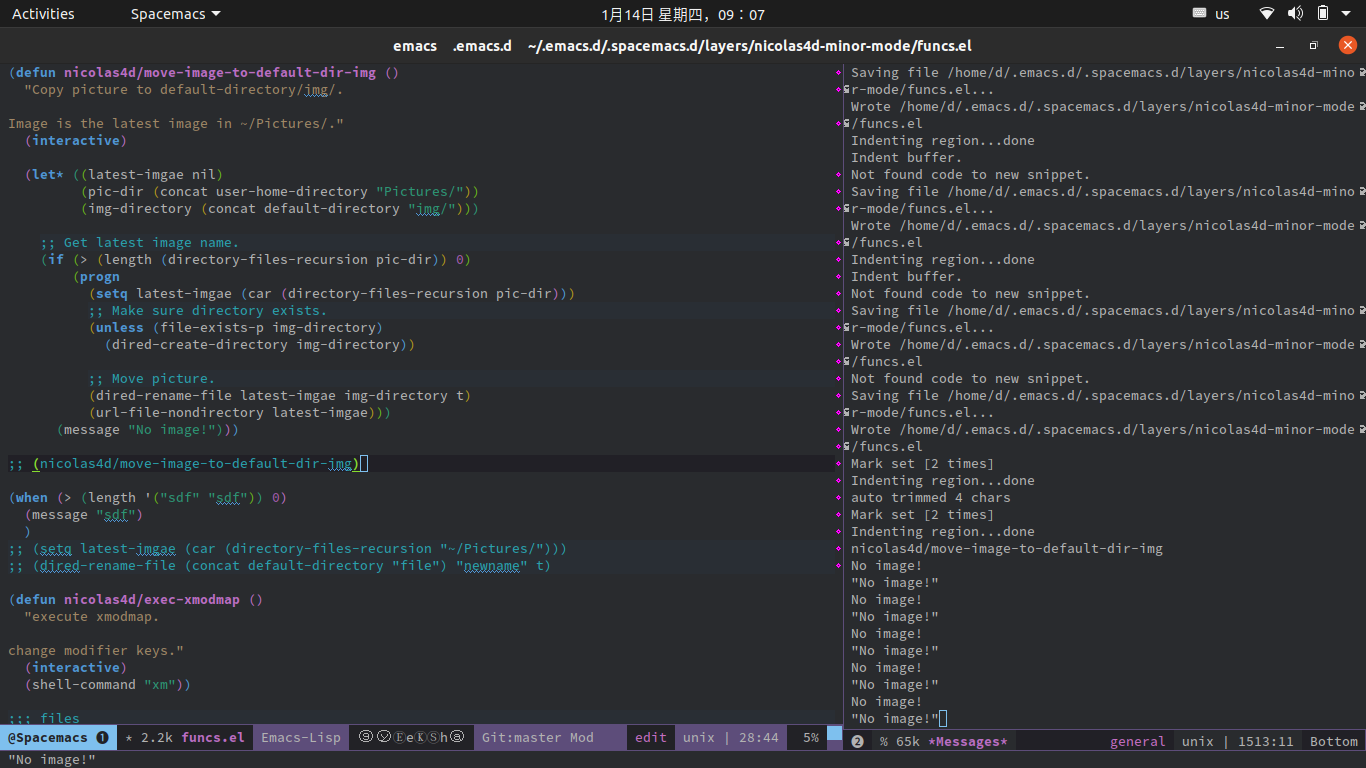 Activities
Spacemacs
1月14日 星期四，09：07
us
emacs .emacs.d ~/.emacs.d/.spacemacs.d/layers/nicolas4d-minor-mode/funcs.el
(defun nicolas4d/move-image-to-default-dir-img ()
"Copy picture to default-directory/img/.
Image is the latest image in ~/Pictures/."
(interactive)
(let* ((latest-imgae nil)
(pic-dir (concat user-home-directory "Pictures/"))
(img-directory (concat default-directory "img/")))
;; Get latest image name.
(if (> (length (directory-files-recursion pic-dir)) 0)
(progn
(setq latest-imgae (car (directory-files-recursion pic-dir)))
;; Make sure directory exists.
(unless (file-exists-p img-directory)
(dired-create-directory img-directory))
;; Move picture.
(dired-rename-file latest-imgae img-directory t)
(url-file-nondirectory latest-imgae)))
(message "No image!")))
;; (nicolas4d/move-image-to-default-dir-img)
(when (> (length '("sdf" "sdf")) 0)
(message "sdf")
)
;; (setq latest-imgae (car (directory-files-recursion "~/Pictures/")))
;; (dired-rename-file (concat default-directory "file") "newname" t)
(defun nicolas4d/exec-xmodmap ()
"execute xmodmap.
change modifier keys."
(interactive)
(shell-command "xm"))
;;; files
@Spacemacs ❶ * 2.2k funcs.el Emacs-Lisp ⓨⒺeⓀⓈhⓐ Git:master Mod edit unix | 28:44 5%
"No image!"
Saving file /home/d/.emacs.d/.spacemacs.d/layers/nicolas4d-mino
r-mode/funcs.el...
Wrote /home/d/.emacs.d/.spacemacs.d/layers/nicolas4d-minor-mode
/funcs.el
Indenting region...done
Indent buffer.
Not found code to new snippet.
Saving file /home/d/.emacs.d/.spacemacs.d/layers/nicolas4d-mino
r-mode/funcs.el...
Wrote /home/d/.emacs.d/.spacemacs.d/layers/nicolas4d-minor-mode
/funcs.el
Indenting region...done
Indent buffer.
Not found code to new snippet.
Saving file /home/d/.emacs.d/.spacemacs.d/layers/nicolas4d-mino
r-mode/funcs.el...
Wrote /home/d/.emacs.d/.spacemacs.d/layers/nicolas4d-minor-mode
/funcs.el
Not found code to new snippet.
Saving file /home/d/.emacs.d/.spacemacs.d/layers/nicolas4d-mino
r-mode/funcs.el...
Wrote /home/d/.emacs.d/.spacemacs.d/layers/nicolas4d-minor-mode
/funcs.el
Mark set [2 times]
Indenting region...done
auto trimmed 4 chars
Mark set [2 times]
Indenting region...done
nicolas4d/move-image-to-default-dir-img
No image!
"No image!"
No image!
"No image!"
No image!
"No image!"
No image!
"No image!"
No image!
"No image!"
❷ % 65k *Messages* general unix | 1513:11 Bottom